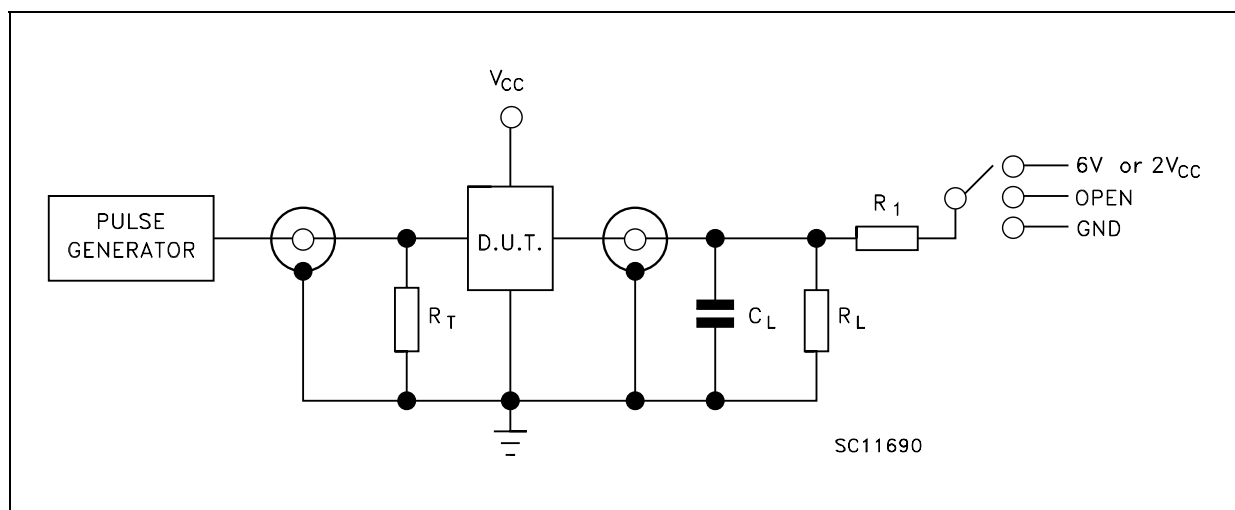 VCC
6V or 2VCC
R1
OPEN
PULSE
GENERATOR
D.U.T.
GND
RT
CL
RL
SC11690